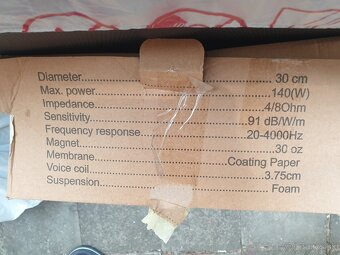 Diameter..................30 cm
Max. power..................140(W)
Impedance..................4/8Ohm
Sensitivity..................91 dB/W/m
Frequency response..................20-4000Hz
Magnet..................30 oz
Membrane..................Coating Paper
Voice coil..................3.75cm
Suspension..................Foam